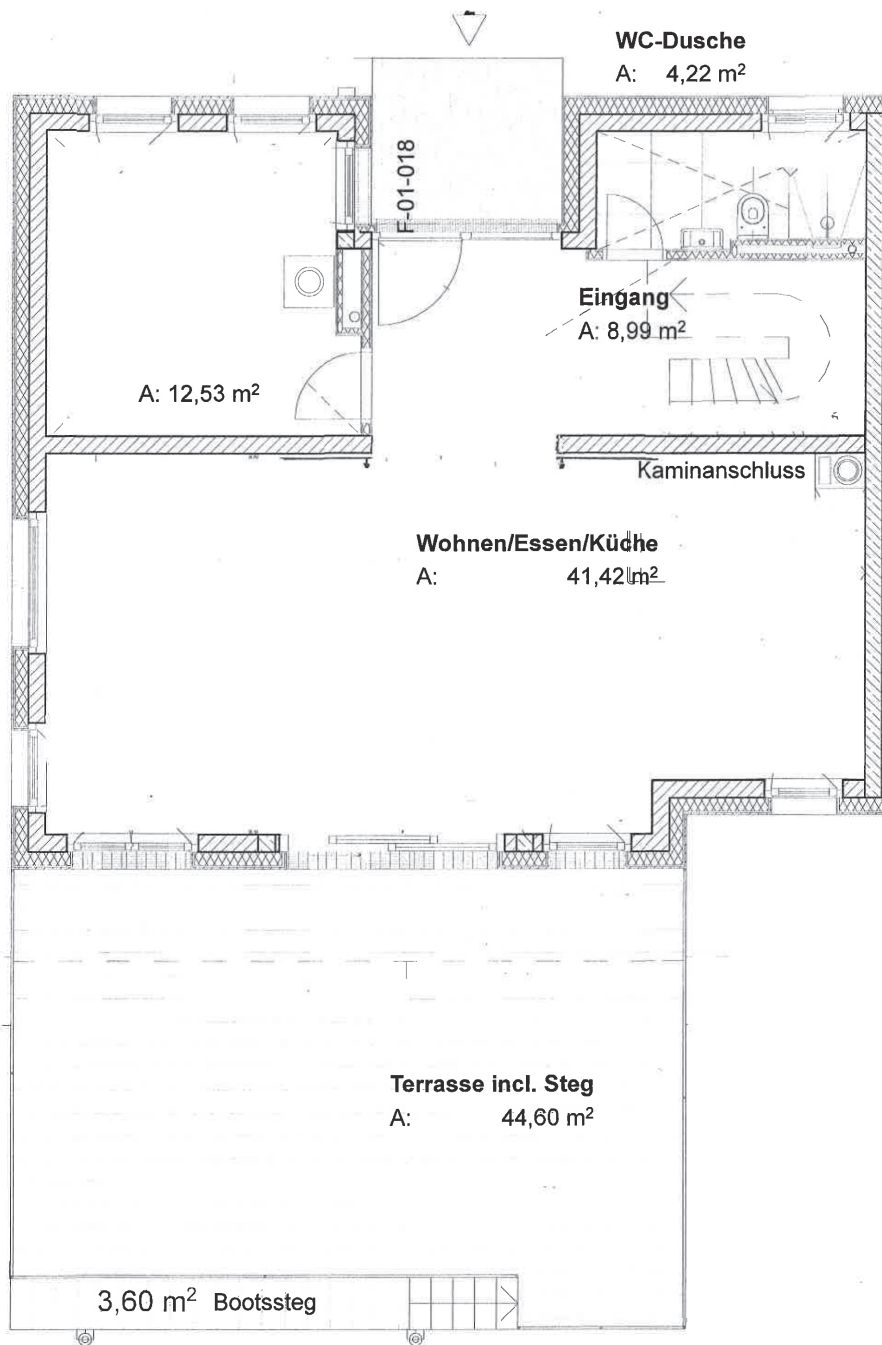 WC-Dusche
A: 4,22 m²
F-01-018
Eingang
A: 8,99 m²
A: 12,53 m²
Kaminanschluss
Wohnen/Essen/Küche
A: 41,42 m²
Terrasse incl. Steg
A: 44,60 m²
3,60 m² Bootssteg